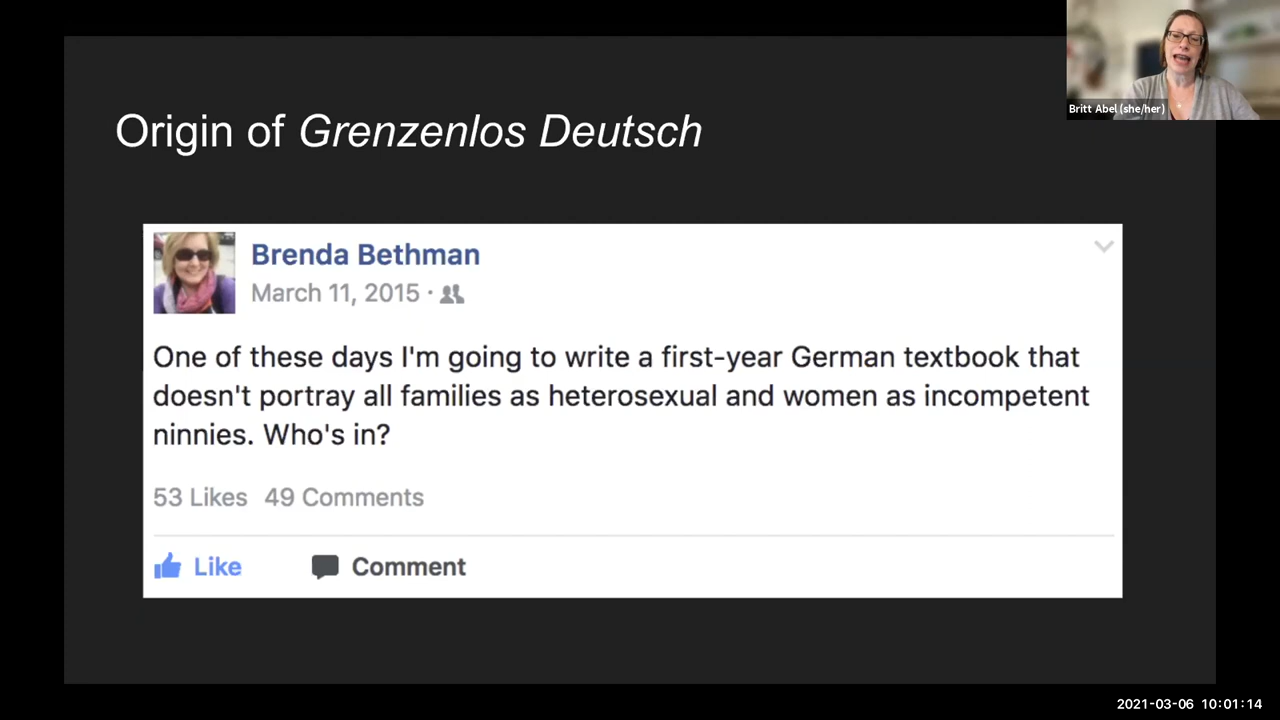 Britt Abel (she/her)
Origin of Grenzenlos Deutsch
Brenda Bethman
March 11, 2015 ·
One of these days I'm going to write a first-year German textbook that
doesn't portray all families as heterosexual and women as incompetent
ninnies. Who's in?
53 Likes 49 Comments
Like Comment
2021-03-06 10:01:14